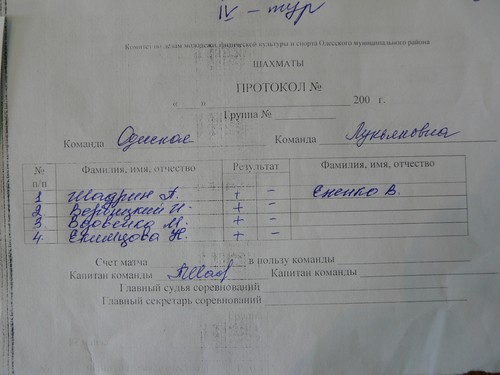 IV - тур
Комитет по делам молодежи, физической культуры и спорта Одесского муниципального района
ШАХМАТЫ
ПРОТОКОЛ №
« » 200 г.
Группа №
Команда Одесская Команда Лукьяновка
№ п/п Фамилия, имя, отчество Результат Фамилия, имя, отчество
1 Шадрин А. + - Сненко В.
2. И. + -
3. Вдовенко М. + -
4. Н. + -
Счет матча в пользу команды
Капитан команды Капитан команды
Главный судья соревнований
Главный секретарь соревнований